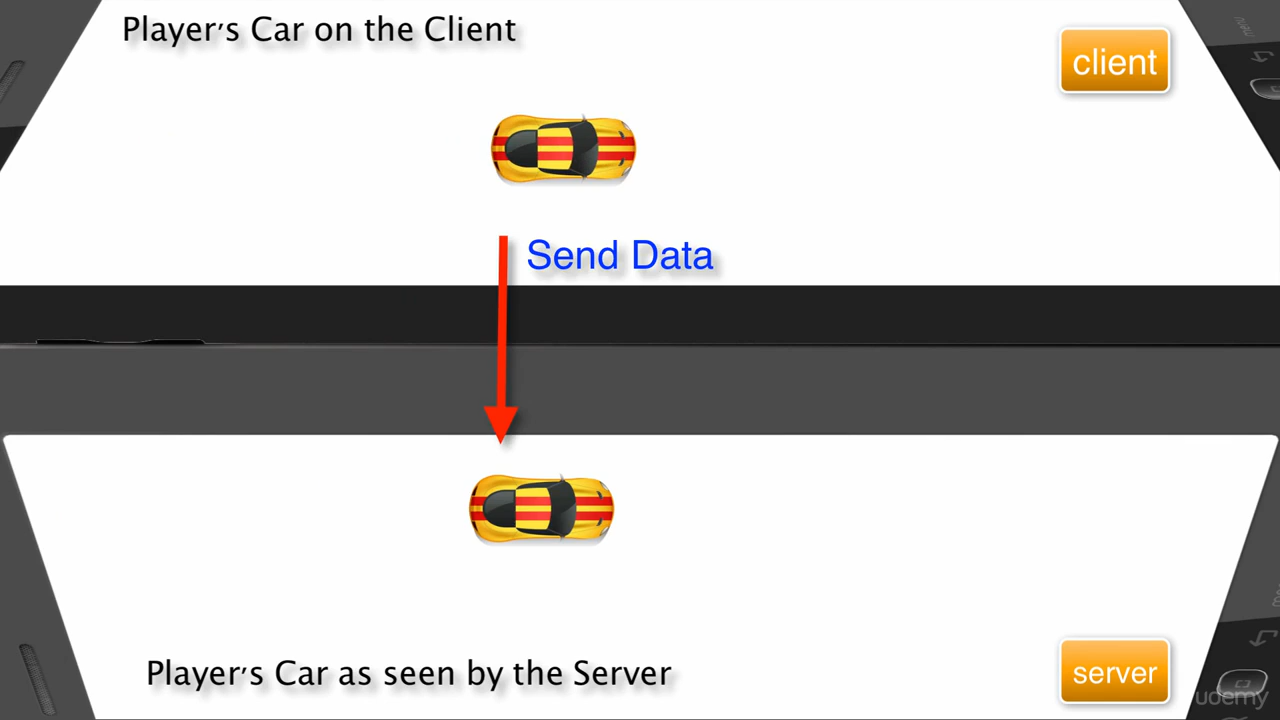 Player's Car on the Client
client
Send Data
Player's Car as seen by the Server
server
udemy